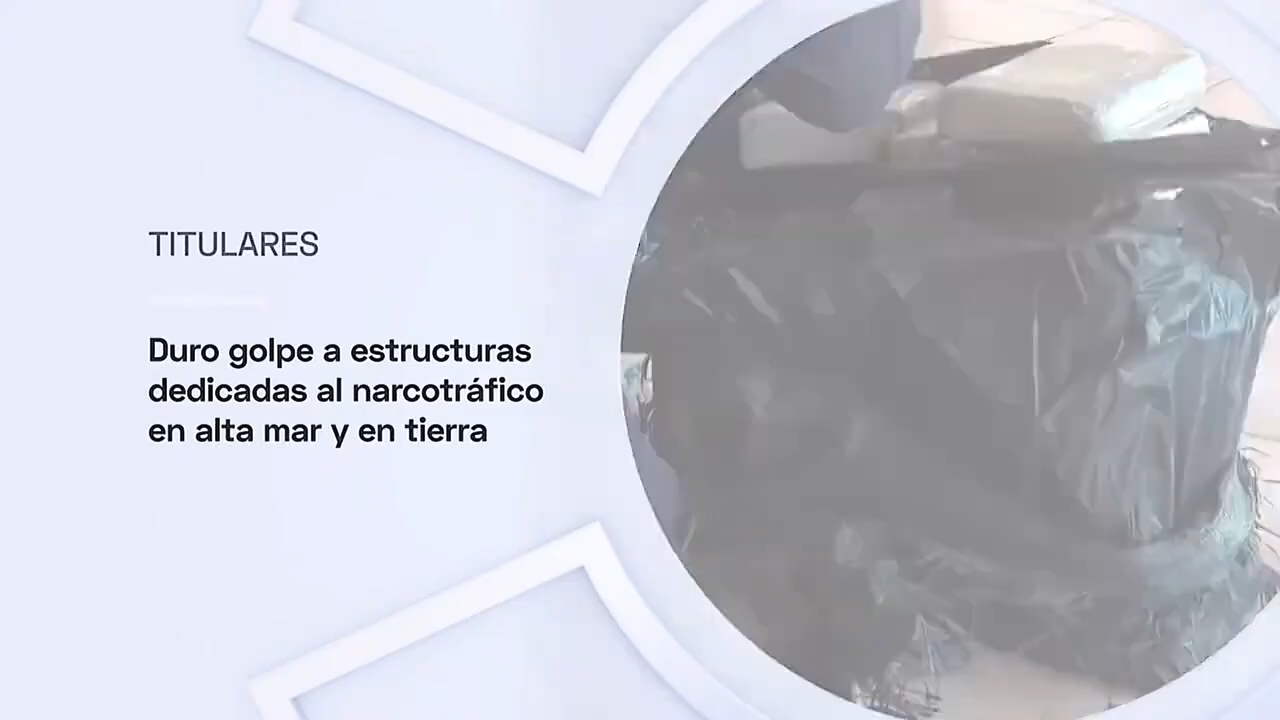 TITULARES
Duro golpe a estructuras
dedicadas al narcotráfico
en alta mar y en tierra